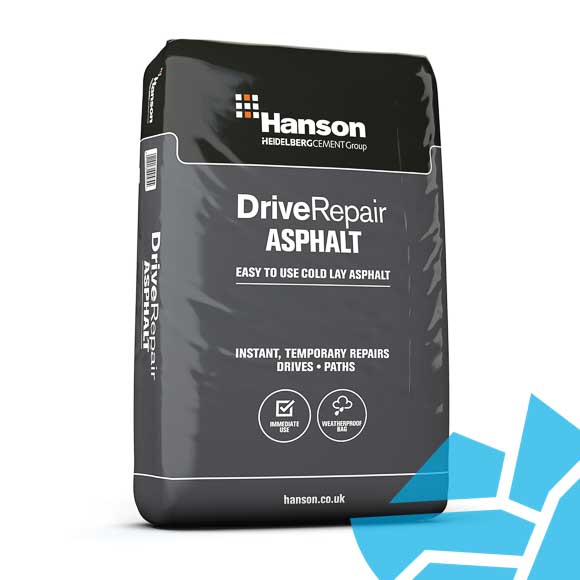 Hanson
HEIDELBERGCEMENT Group
DriveRepair
ASPHALT
EASY TO USE COLD LAY ASPHALT
INSTANT, TEMPORARY REPAIRS
DRIVES • PATHS
IMMEDIATE
USE
WEATHERPROOF
BAG
hanson.co.uk
Hanson
DriveRepair
ASPHALT